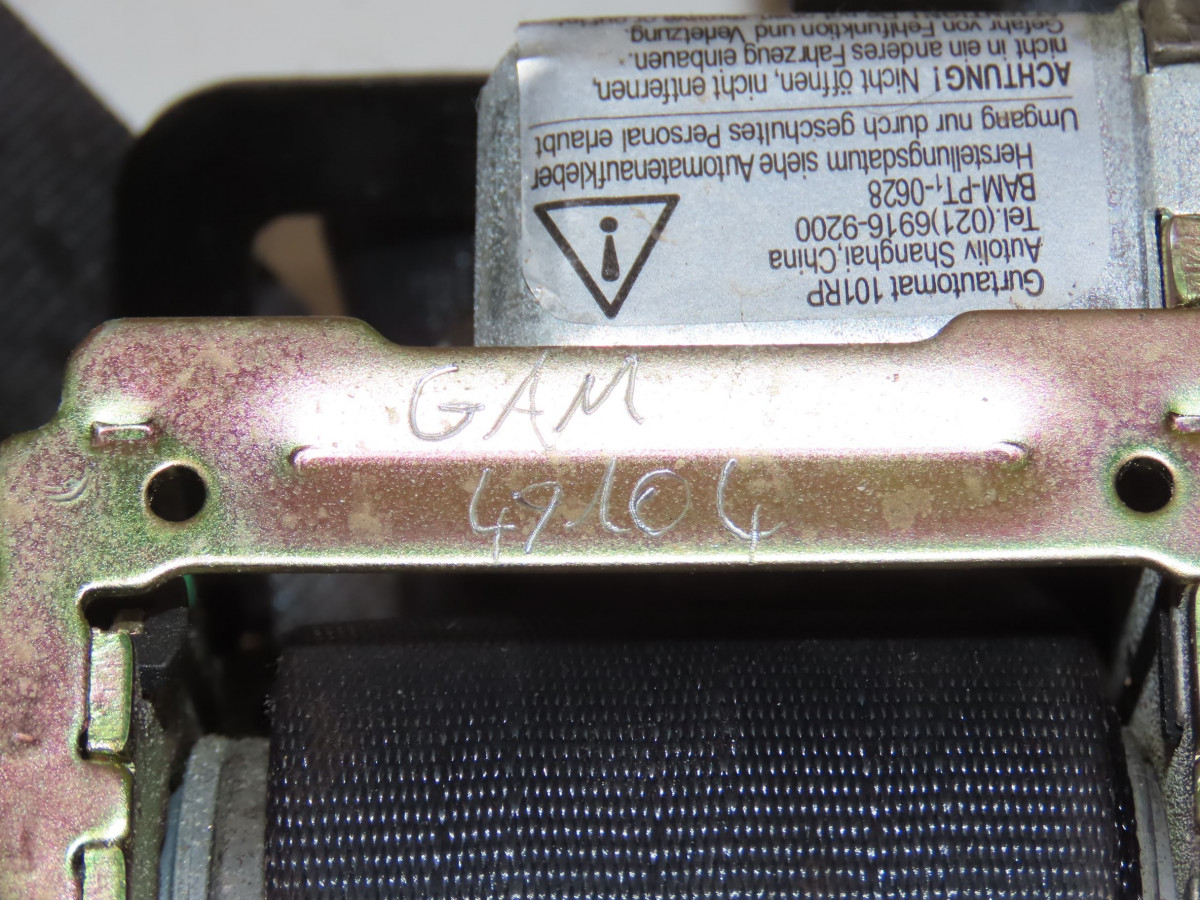 Gurtautomat 101RP
Autoliv Shanghai,China
Tel.(021)6916-9200
BAM-PT1-0628
Herstellungsdatum siehe Automatenaufkleber
Umgang nur durch geschultes Personal erlaubt
ACHTUNG! Nicht öffnen, nicht entfernen,
nicht in ein anderes Fahrzeug einbauen.
Gefahr von Fehlfunktion und Verletzung.
GAM
49104